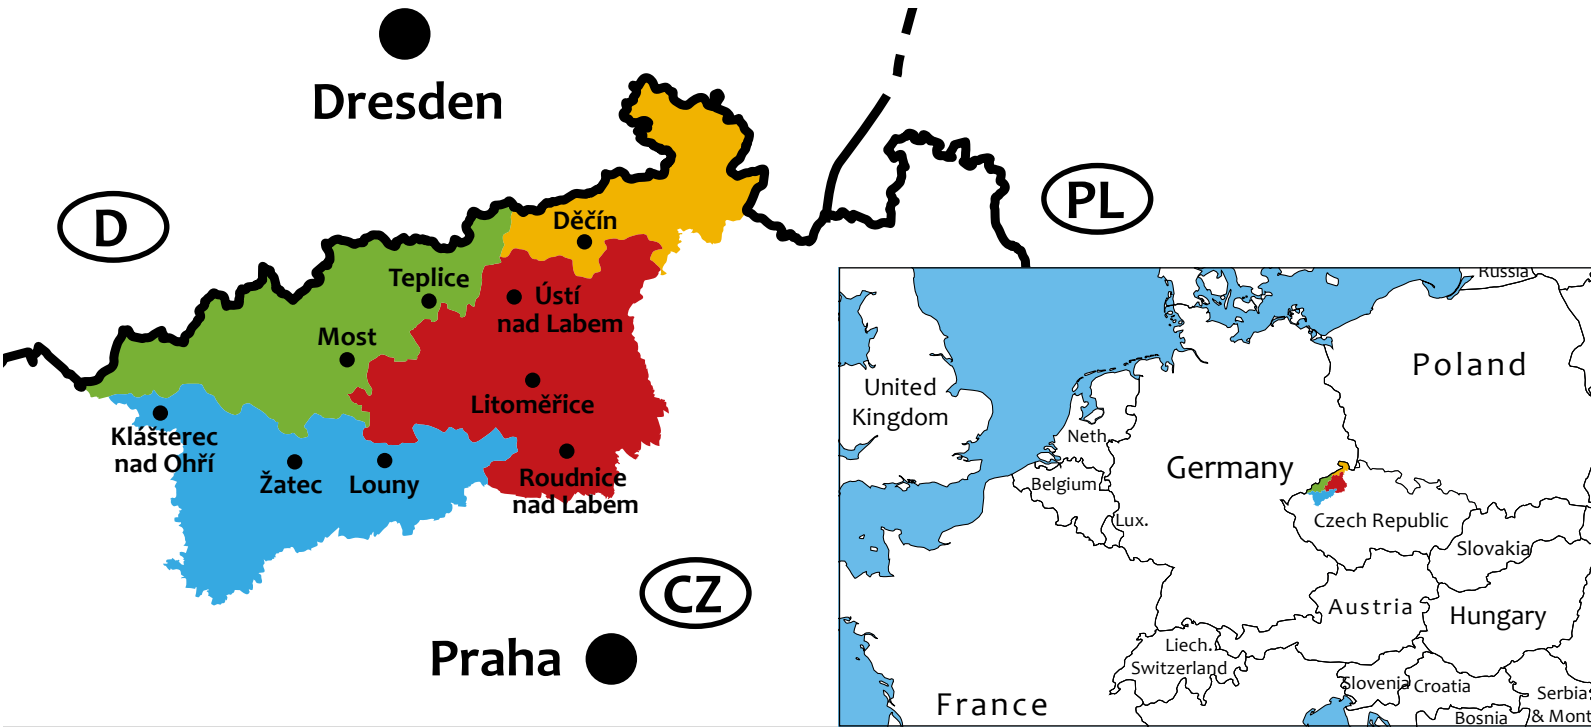 Dresden
D
PL
Děčín
Teplice
Ústí
nad Labem
Most
Litoměřice
Klášterec
nad Ohří
Žatec
Louny
Roudnice
nad Labem
CZ
Praha
Russia
Poland
United
Kingdom
Neth.
Germany
Belgium
Lux.
Czech Republic
Slovakia
Austria
Hungary
Liech.
Switzerland
Slovenia
Croatia
Serbia
& Mont
Bosnia
France